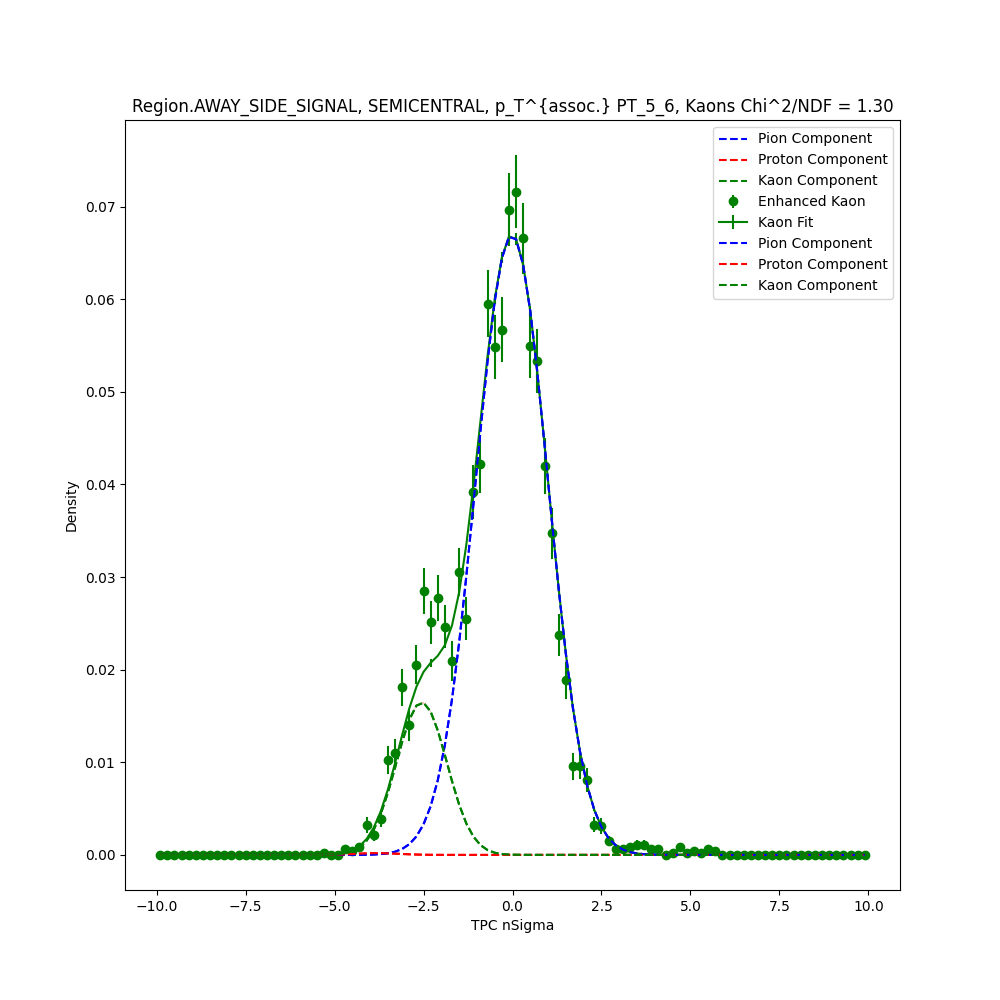 Region.AWAY_SIDE_SIGNAL, SEMICENTRAL, p_T^{assoc.} PT_5_6, Kaons Chi^2/NDF = 1.30
Pion Component
Proton Component
Kaon Component
Enhanced Kaon
Kaon Fit
Pion Component
Proton Component
Kaon Component
0.07
0.06
0.05
0.04
0.03
0.02
0.01
0.00
Density
−10.0 −7.5 −5.0 −2.5 0.0 2.5 5.0 7.5 10.0
TPC nSigma